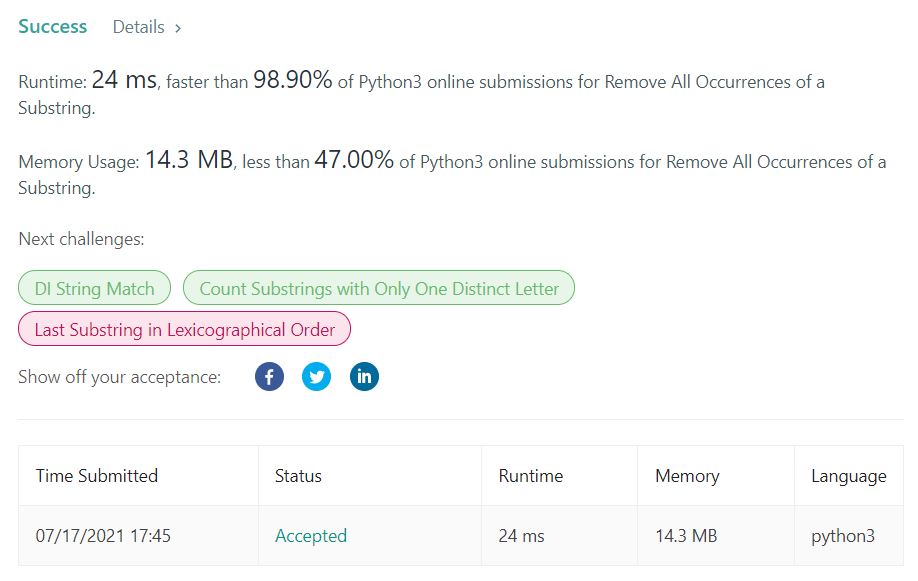 Success Details >
Runtime: 24 ms, faster than 98.90% of Python3 online submissions for Remove All Occurrences of a
Substring.
Memory Usage: 14.3 MB, less than 47.00% of Python3 online submissions for Remove All Occurrences of a
Substring.
Next challenges:
DI String Match Count Substrings with Only One Distinct Letter
Last Substring in Lexicographical Order
Show off your acceptance: f in
Time Submitted Status Runtime Memory Language
07/17/2021 17:45 Accepted 24 ms 14.3 MB python3